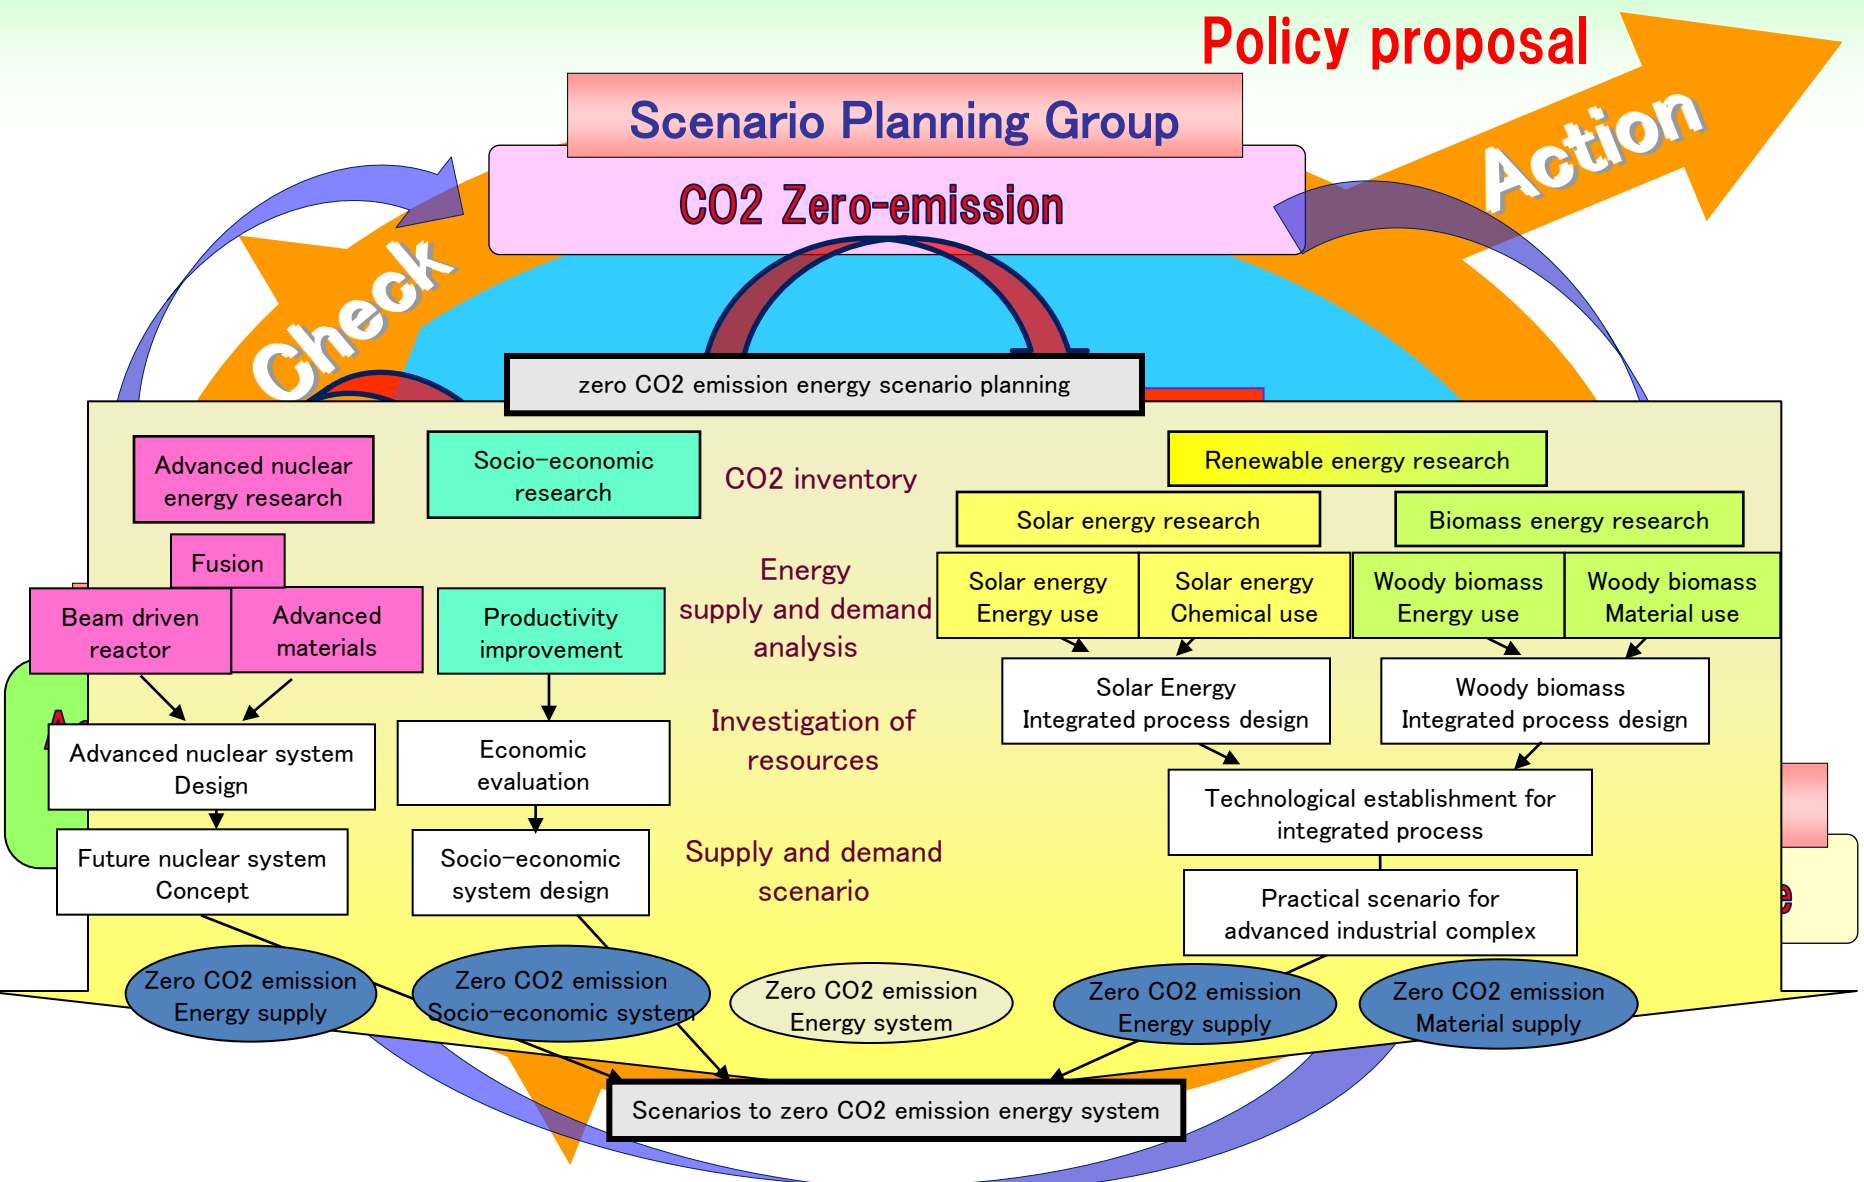 Policy proposal
Scenario Planning Group
Action
CO2 Zero-emission
Check
zero CO2 emission energy scenario planning
Advanced nuclear
energy research
Fusion
Beam driven
reactor
Advanced
materials
Advanced nuclear system
Design
Future nuclear system
Concept
Zero CO2 emission
Energy supply
Socio-economic
research
Productivity
improvement
Economic
evaluation
Socio-economic
system design
Zero CO2 emission
Socio-economic system
CO2 inventory
Energy
supply and demand
analysis
Investigation of
resources
Supply and demand
scenario
Zero CO2 emission
Energy system
Renewable energy research
Solar energy research
Biomass energy research
Solar energy
Energy use
Solar energy
Chemical use
Woody biomass
Energy use
Woody biomass
Material use
Solar Energy
Integrated process design
Woody biomass
Integrated process design
Technological establishment for
integrated process
Practical scenario for
advanced industrial complex
Zero CO2 emission
Energy supply
Zero CO2 emission
Material supply
Scenarios to zero CO2 emission energy system